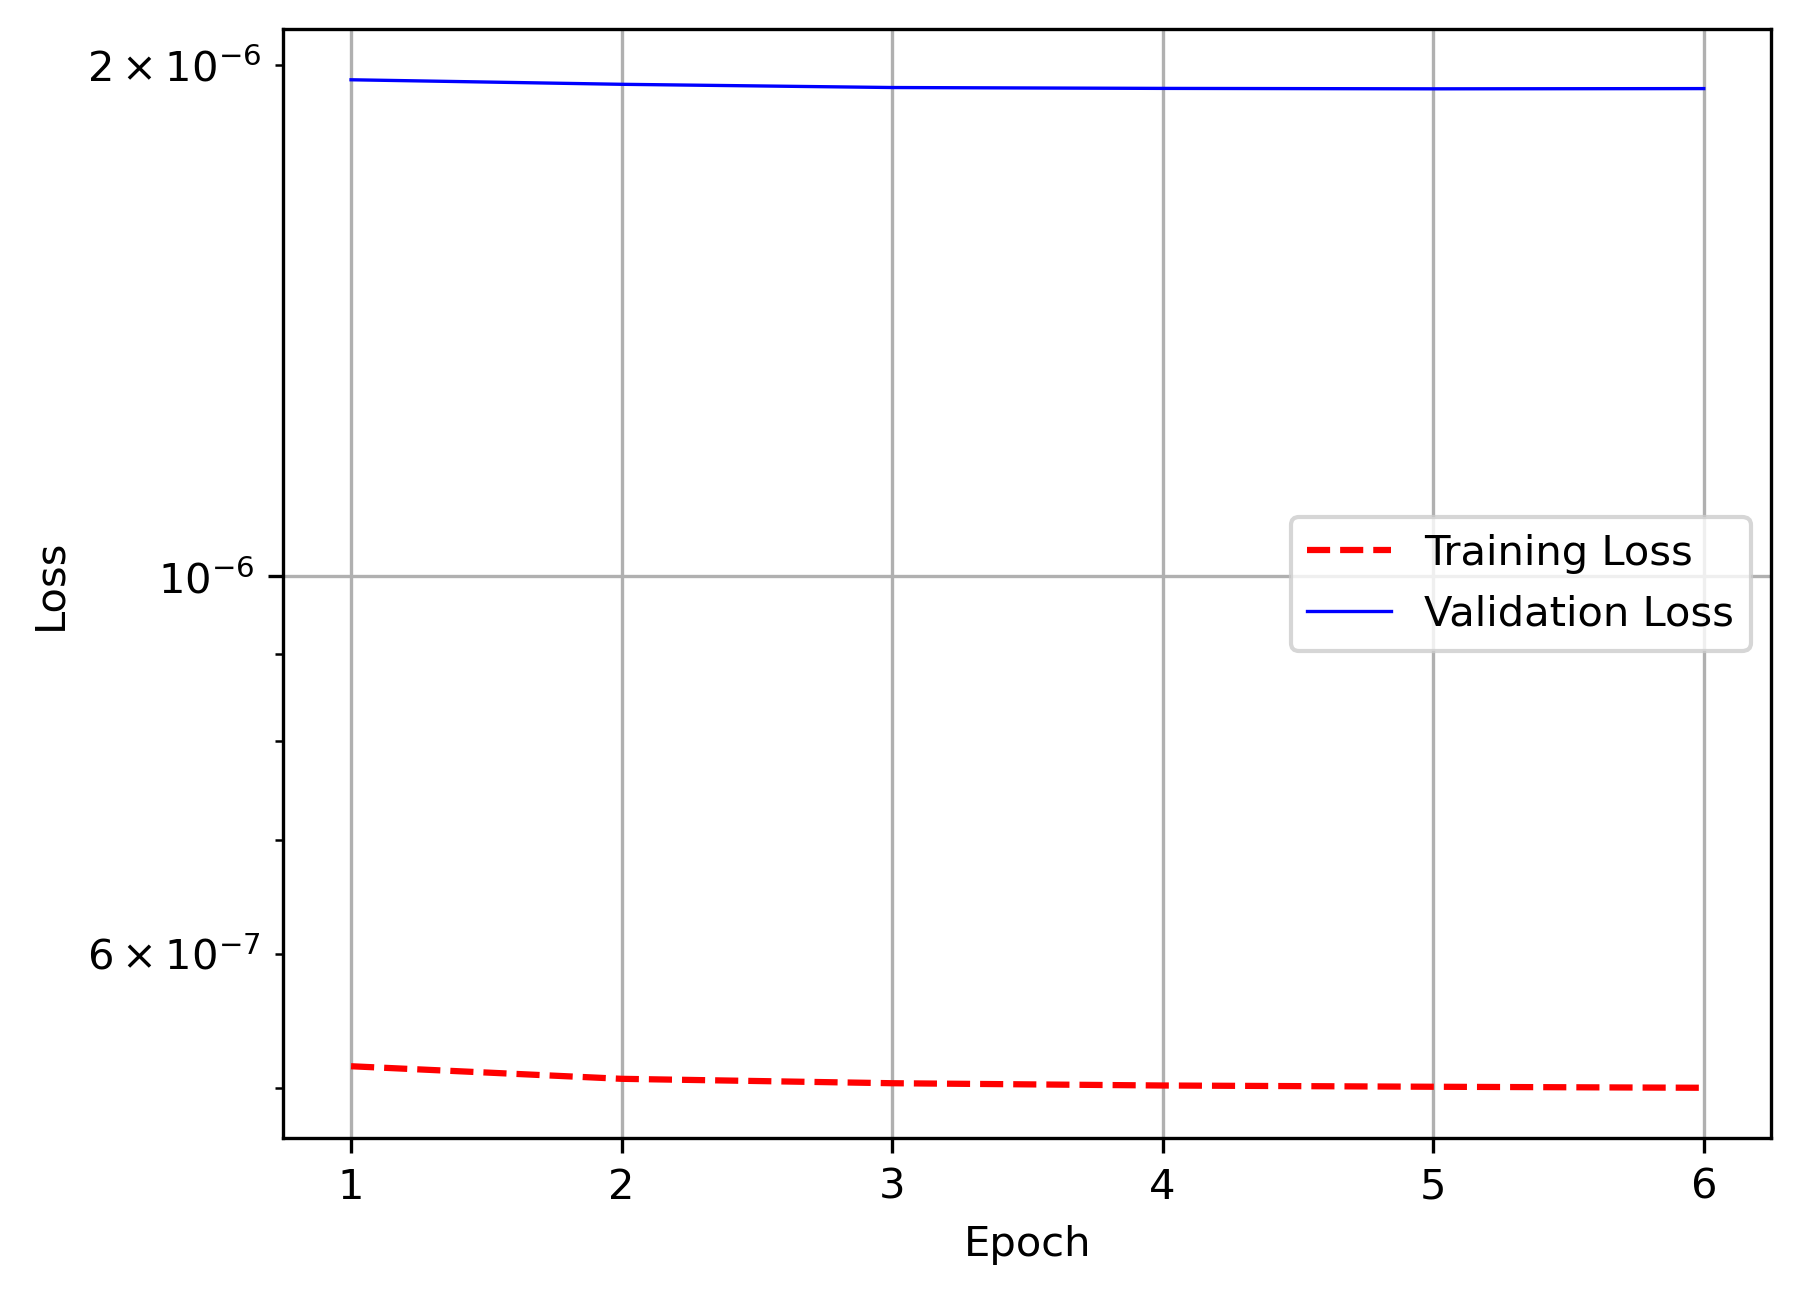 2 × 10⁻⁶
10⁻⁶
6 × 10⁻⁷
Loss
Training Loss
Validation Loss
1 2 3 4 5 6
Epoch